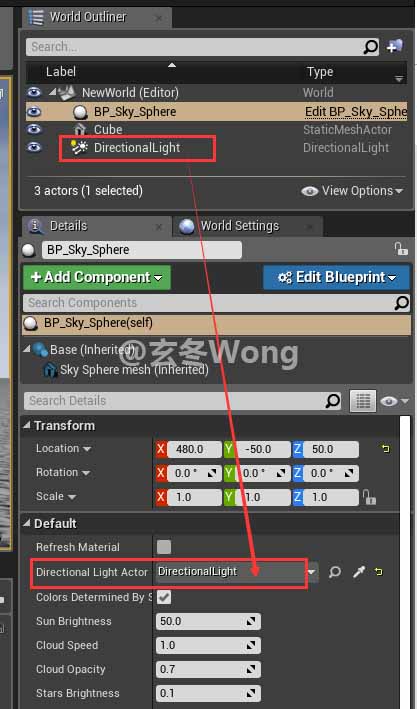 World Outliner
Search...
Label Type
NewWorld (Editor) World
BP_Sky_Sphere Edit BP_Sky_Sphe
Cube StaticMeshActor
DirectionalLight DirectionalLight
3 actors (1 selected) View Options
Details World Settings
BP_Sky_Sphere
+Add Component Edit Blueprint
Search Components
BP_Sky_Sphere(self)
Base (Inherited)
@玄冬Wong
Sky Sphere mesh (Inherited)
Search Details
Transform
Location X 480.0 Y -50.0 Z 50.0
Rotation X 0.0 ° Y 0.0 ° Z 0.0 °
Scale X 1.0 Y 1.0 Z 1.0
Default
Refresh Material
Directional Light Actor DirectionalLight
Colors Determined By S
Sun Brightness 50.0
Cloud Speed 1.0
Cloud Opacity 0.7
Stars Brightness 0.1